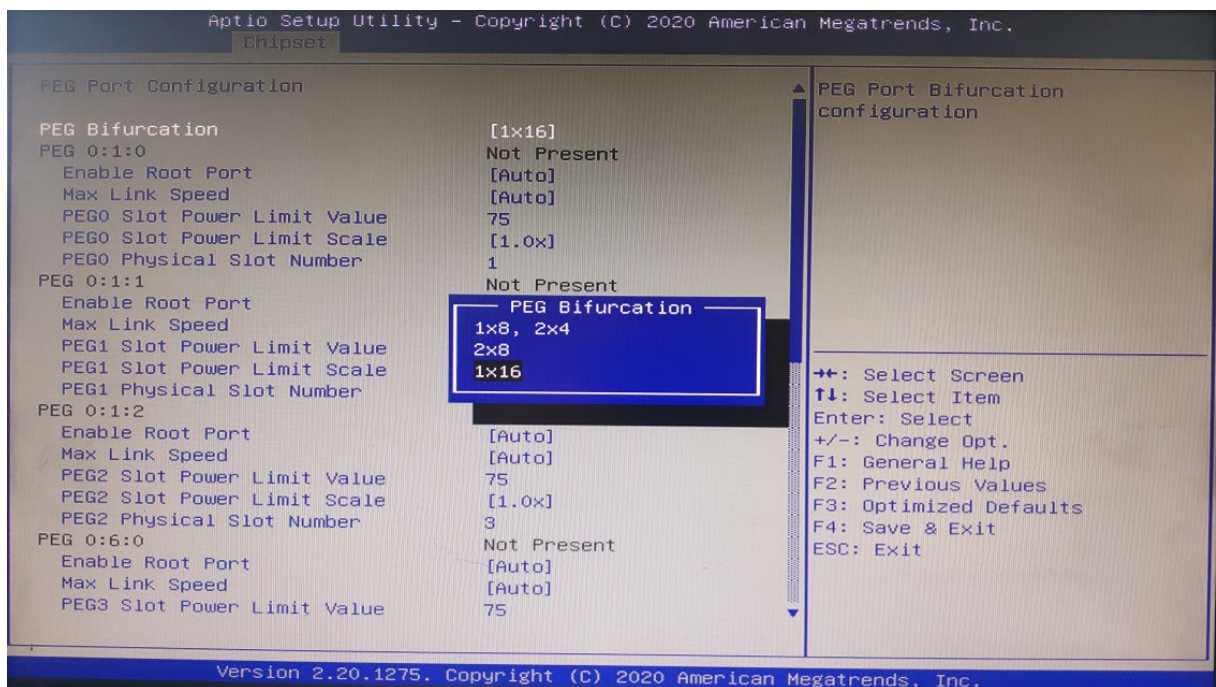 Aptio Setup Utility – Copyright (C) 2020 American Megatrends, Inc.
Chipset
PEG Port Configuration
PEG Bifurcation [1x16]
PEG 0:1:0 Not Present
Enable Root Port [Auto]
Max Link Speed [Auto]
PEG0 Slot Power Limit Value 75
PEG0 Slot Power Limit Scale [1.0x]
PEG0 Physical Slot Number 1
PEG 0:1:1 Not Present
Enable Root Port
Max Link Speed
PEG1 Slot Power Limit Value
PEG1 Slot Power Limit Scale
PEG1 Physical Slot Number
PEG 0:1:2
Enable Root Port [Auto]
Max Link Speed [Auto]
PEG2 Slot Power Limit Value 75
PEG2 Slot Power Limit Scale [1.0x]
PEG2 Physical Slot Number 3
PEG 0:6:0 Not Present
Enable Root Port [Auto]
Max Link Speed [Auto]
PEG3 Slot Power Limit Value 75
PEG Bifurcation
1x8, 2x4
2x8
1x16
PEG Port Bifurcation
configuration
→←: Select Screen
↑↓: Select Item
Enter: Select
+/-: Change Opt.
F1: General Help
F2: Previous Values
F3: Optimized Defaults
F4: Save & Exit
ESC: Exit
Version 2.20.1275. Copyright (C) 2020 American Megatrends, Inc.